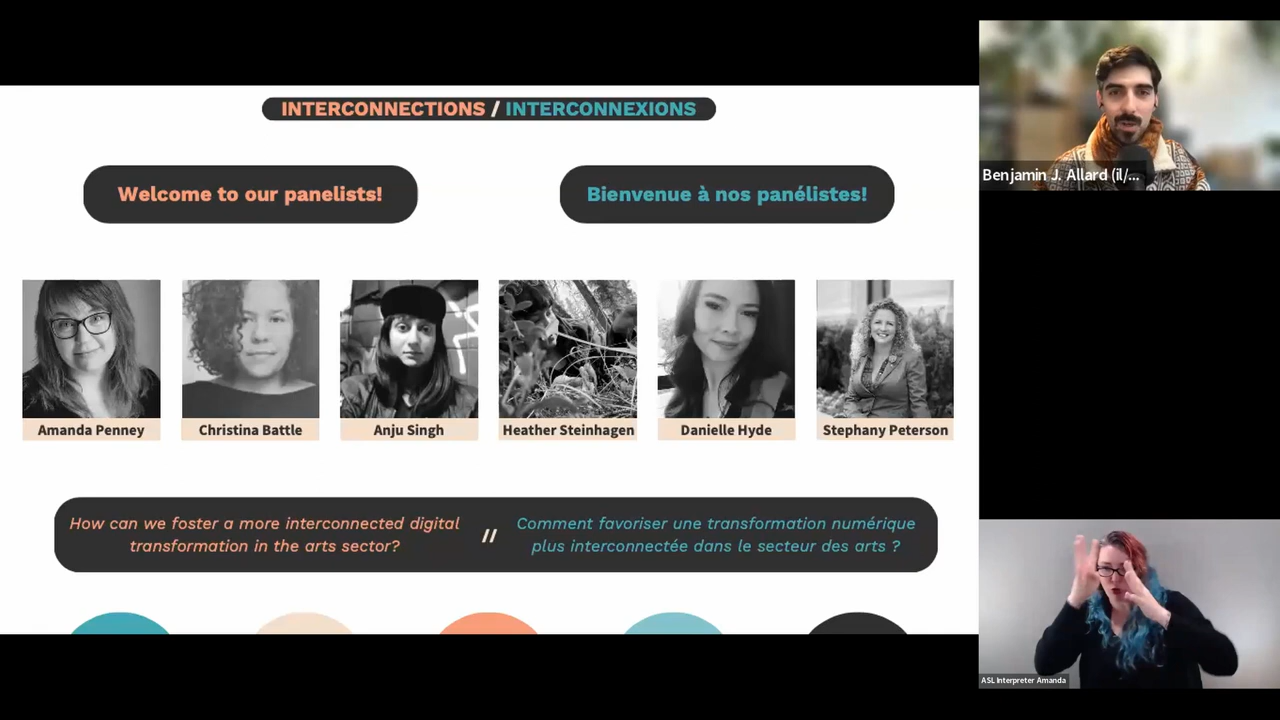 INTERCONNECTIONS / INTERCONNEXIONS
Welcome to our panelists!
Bienvenue à nos panélistes!
Amanda Penney
Christina Battle
Anju Singh
Heather Steinhagen
Danielle Hyde
Stephany Peterson
How can we foster a more interconnected digital
transformation in the arts sector?
//
Comment favoriser une transformation numérique
plus interconnectée dans le secteur des arts ?
Benjamin J. Allard (il/...
ASL Interpreter Amanda